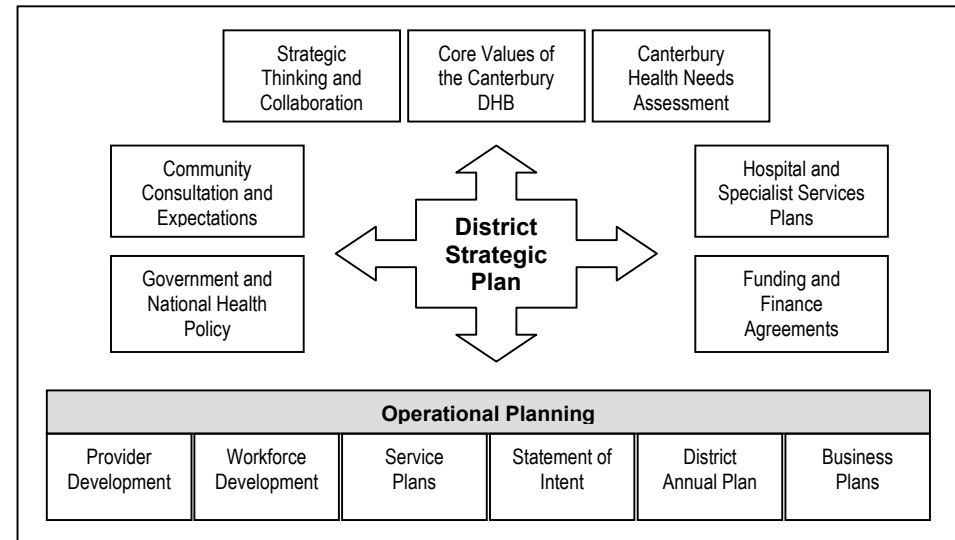 Strategic
Thinking and
Collaboration
Core Values of
the Canterbury
DHB
Canterbury
Health Needs
Assessment
Community
Consultation and
Expectations
Hospital and
Specialist Services
Plans
District
Strategic
Plan
Government and
National Health
Policy
Funding and
Finance
Agreements
Operational Planning
Provider
Development
Workforce
Development
Service
Plans
Statement of
Intent
District
Annual Plan
Business
Plans